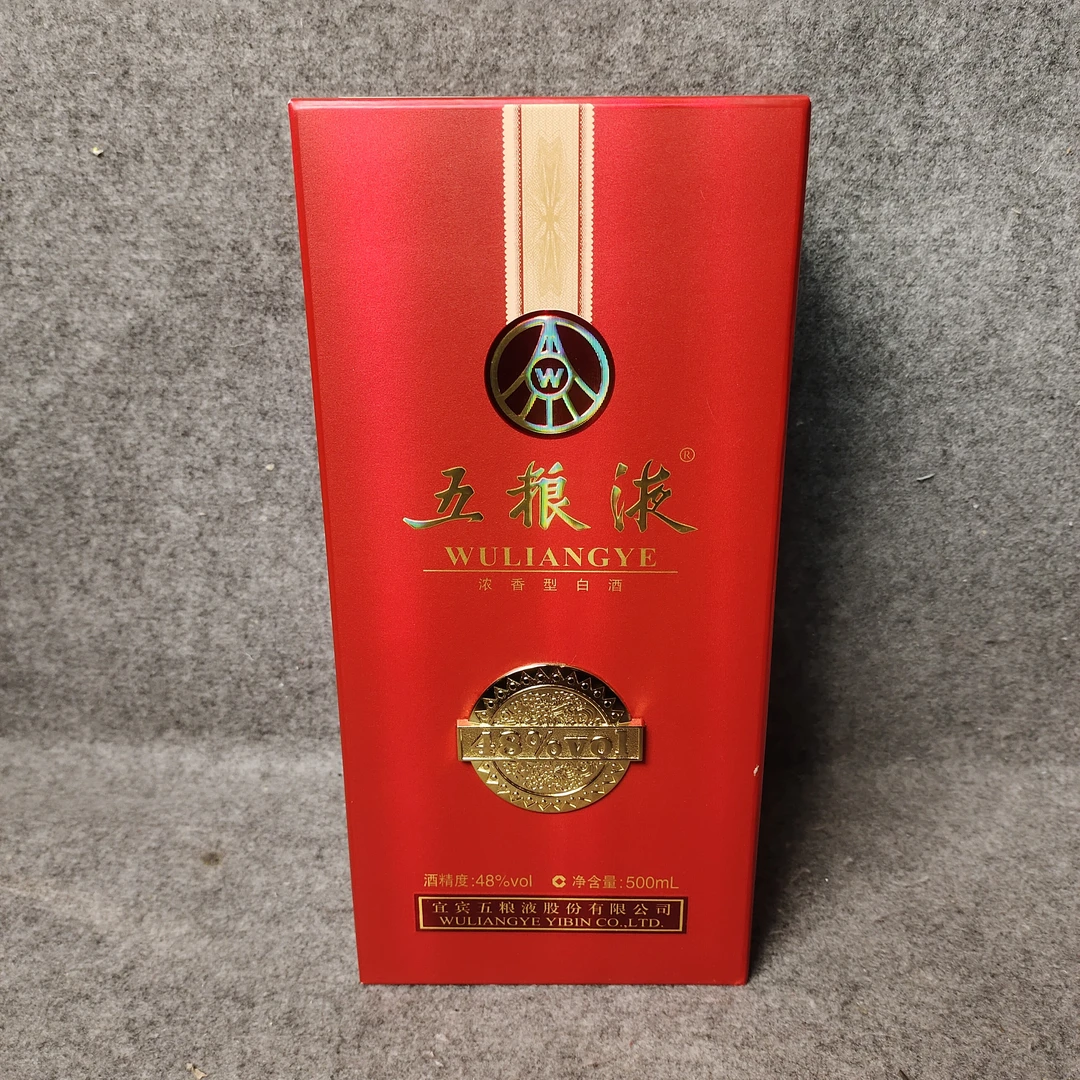 W
五粮液®
WULIANGYE
浓香型白酒
48%vol
酒精度:48%vol 净含量:500mL
宜宾五粮液股份有限公司
WULIANGYE YIBIN CO.,LTD.